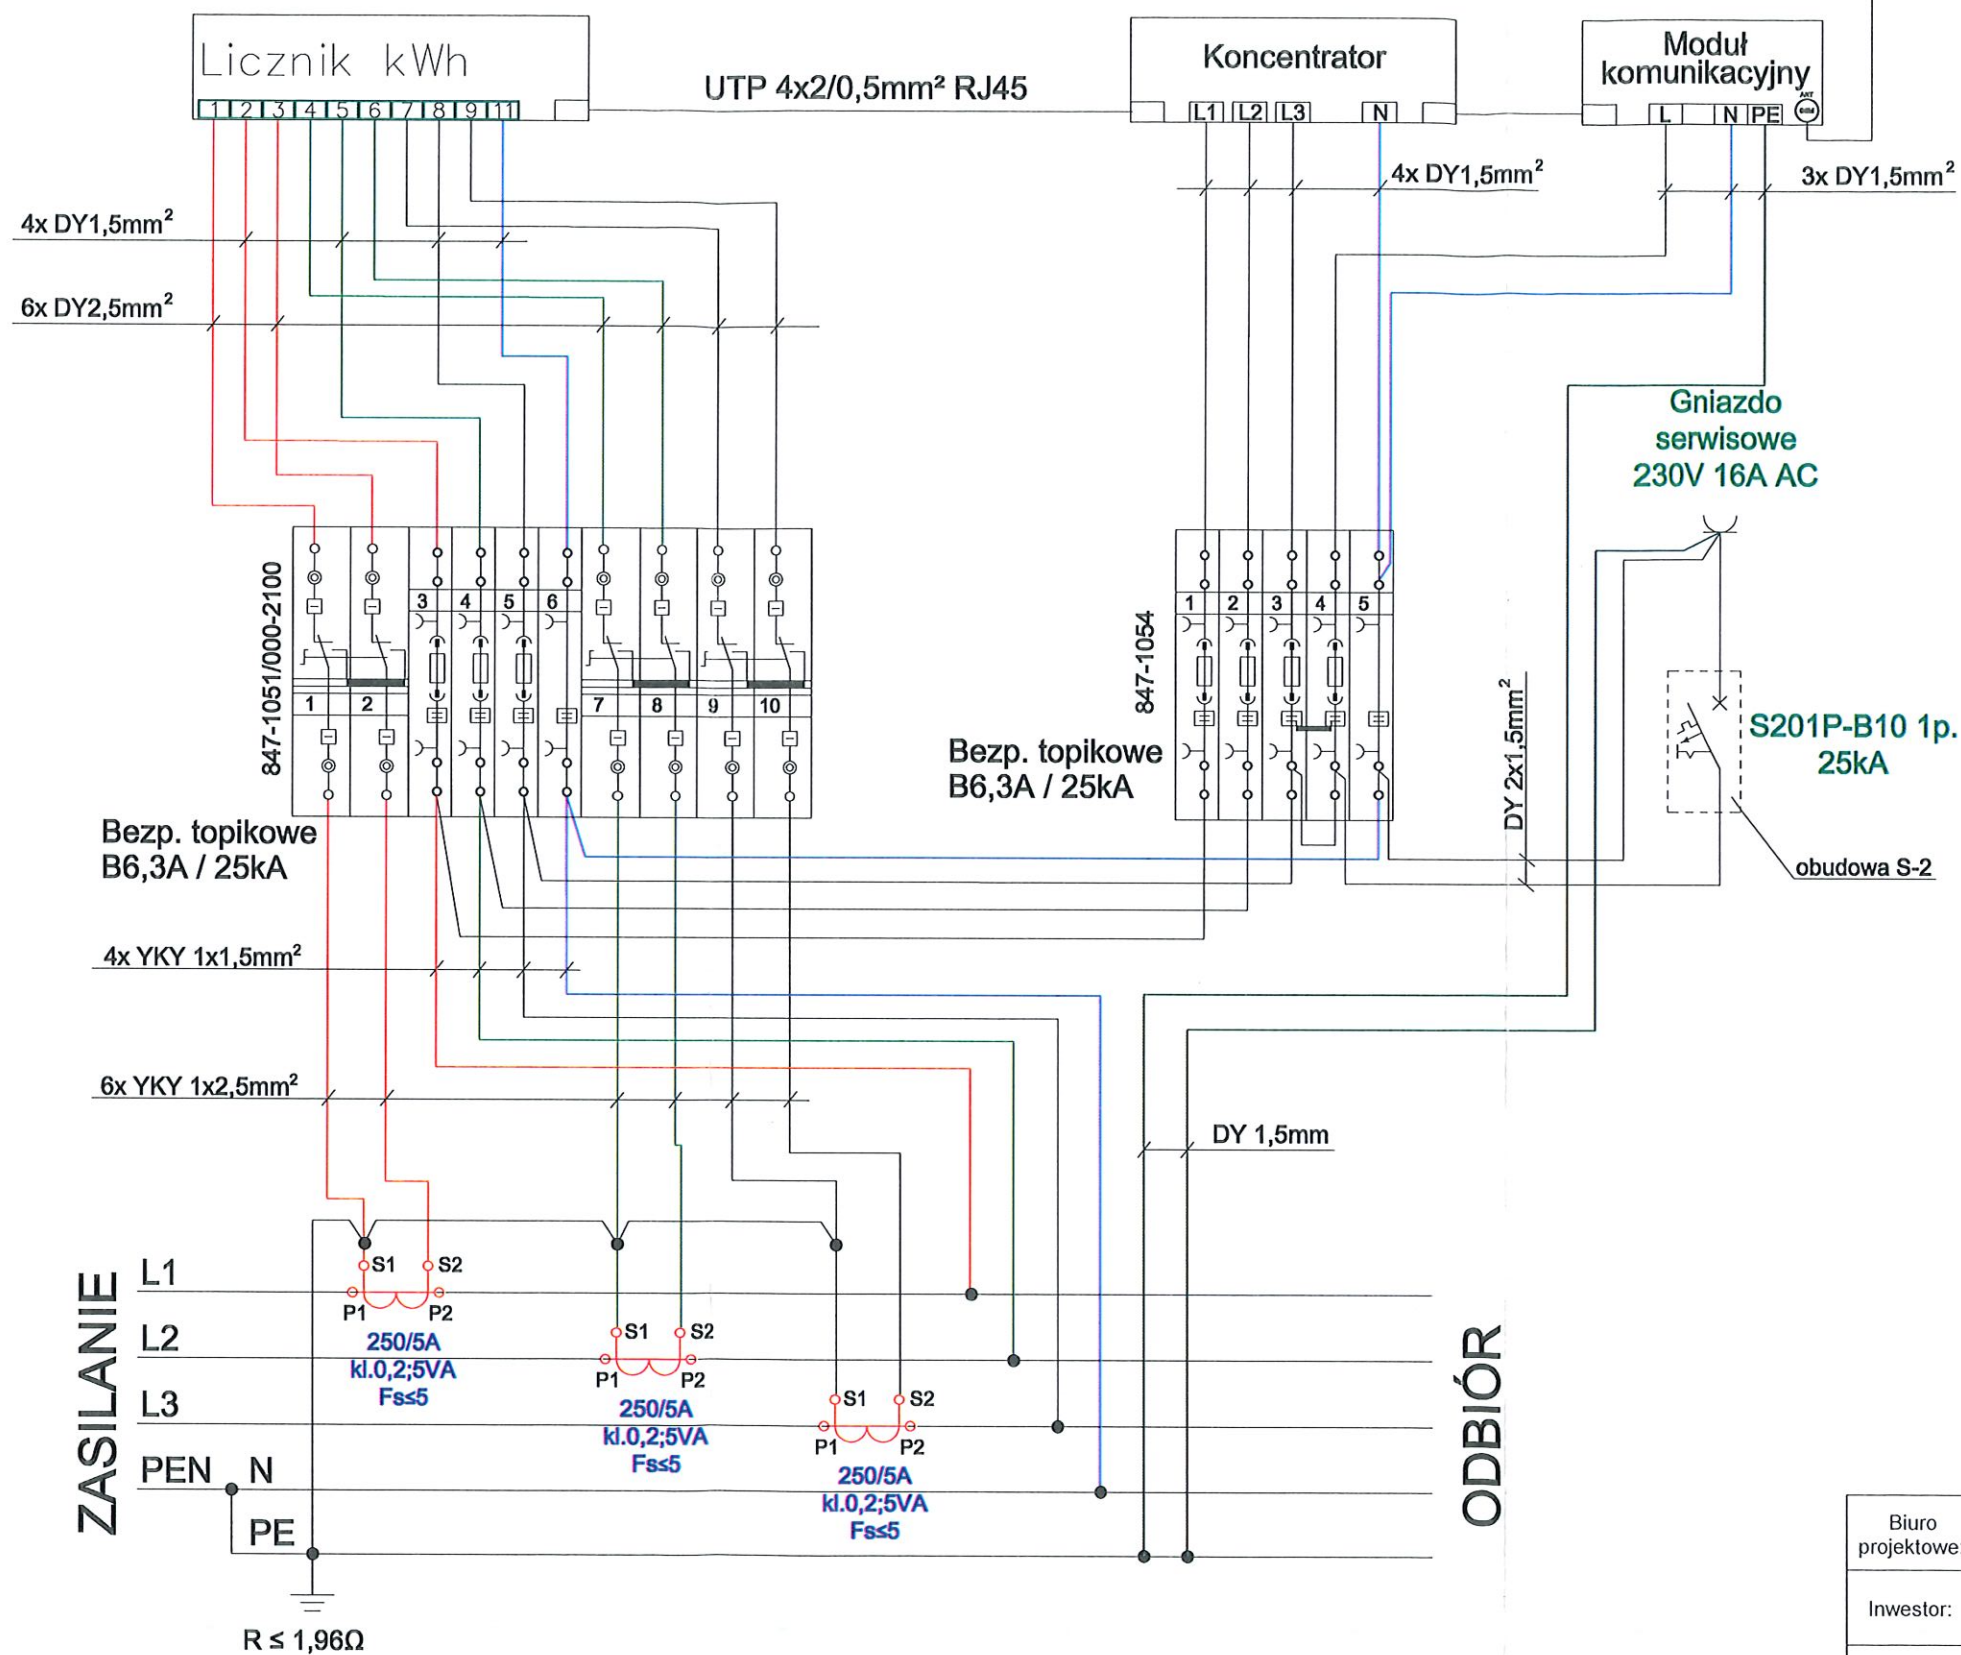 Licznik kWh
1 2 3 4 5 6 7 8 9 11
UTP 4x2/0,5mm² RJ45
Koncentrator
L1 L2 L3 N
Moduł
komunikacyjny
ANT
L N PE
4x DY1,5mm²
3x DY1,5mm²
4x DY1,5mm²
6x DY2,5mm²
Gniazdo
serwisowe
230V 16A AC
847-1051/000-2100
3 4 5 6
1 2 7 8 9 10
847-1054
1 2 3 4 5
Bezp. topikowe
B6,3A / 25kA
DY 2x1,5mm²
S201P-B10 1p.
25kA
obudowa S-2
Bezp. topikowe
B6,3A / 25kA
4x YKY 1x1,5mm²
6x YKY 1x2,5mm²
DY 1,5mm
ZASILANIE
L1
S1 S2
P1 P2
250/5A
kl.0,2;5VA
Fs≤5
L2
S1 S2
P1 P2
250/5A
kl.0,2;5VA
Fs≤5
L3
S1 S2
P1 P2
250/5A
kl.0,2;5VA
Fs≤5
PEN N
PE
ODBIÓR
R ≤ 1,96Ω
Biuro
projektowe:
Inwestor: